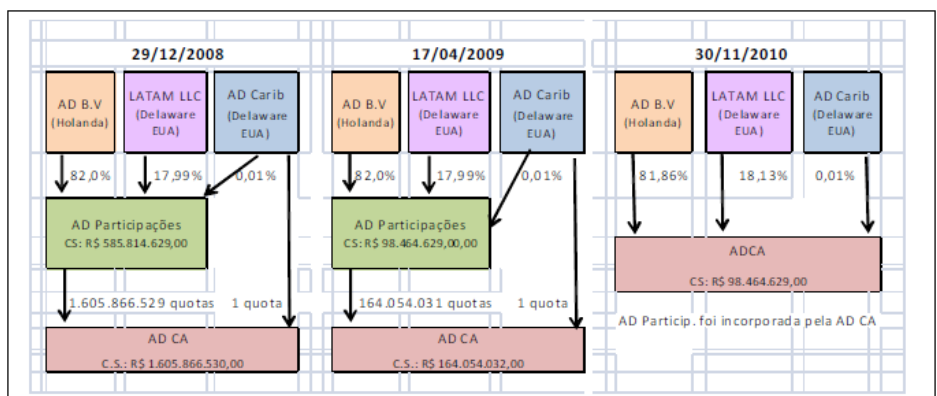 29/12/2008
AD B.V
(Holanda)
LATAM LLC
(Delaware
EUA)
AD Carib
(Delaware
EUA)
82,0%
17,99%
0,01%
AD Participações
CS: R$ 585.814.629,00
1.605.866.529 quotas
1 quota
AD CA
C.S.: R$ 1.605.866.530,00
17/04/2009
AD B.V
(Holanda)
LATAM LLC
(Delaware
EUA)
AD Carib
(Delaware
EUA)
82,0%
17,99%
0,01%
AD Participações
CS: R$ 98.464.629,00,00
164.054.031 quotas
1 quota
AD CA
C.S.: R$ 164.054.032,00
30/11/2010
AD B.V
(Holanda)
LATAM LLC
(Delaware
EUA)
AD Carib
(Delaware
EUA)
81,86%
18,13%
0,01%
ADCA
CS: R$ 98.464.629,00
AD Particip. foi incorporada pela AD CA